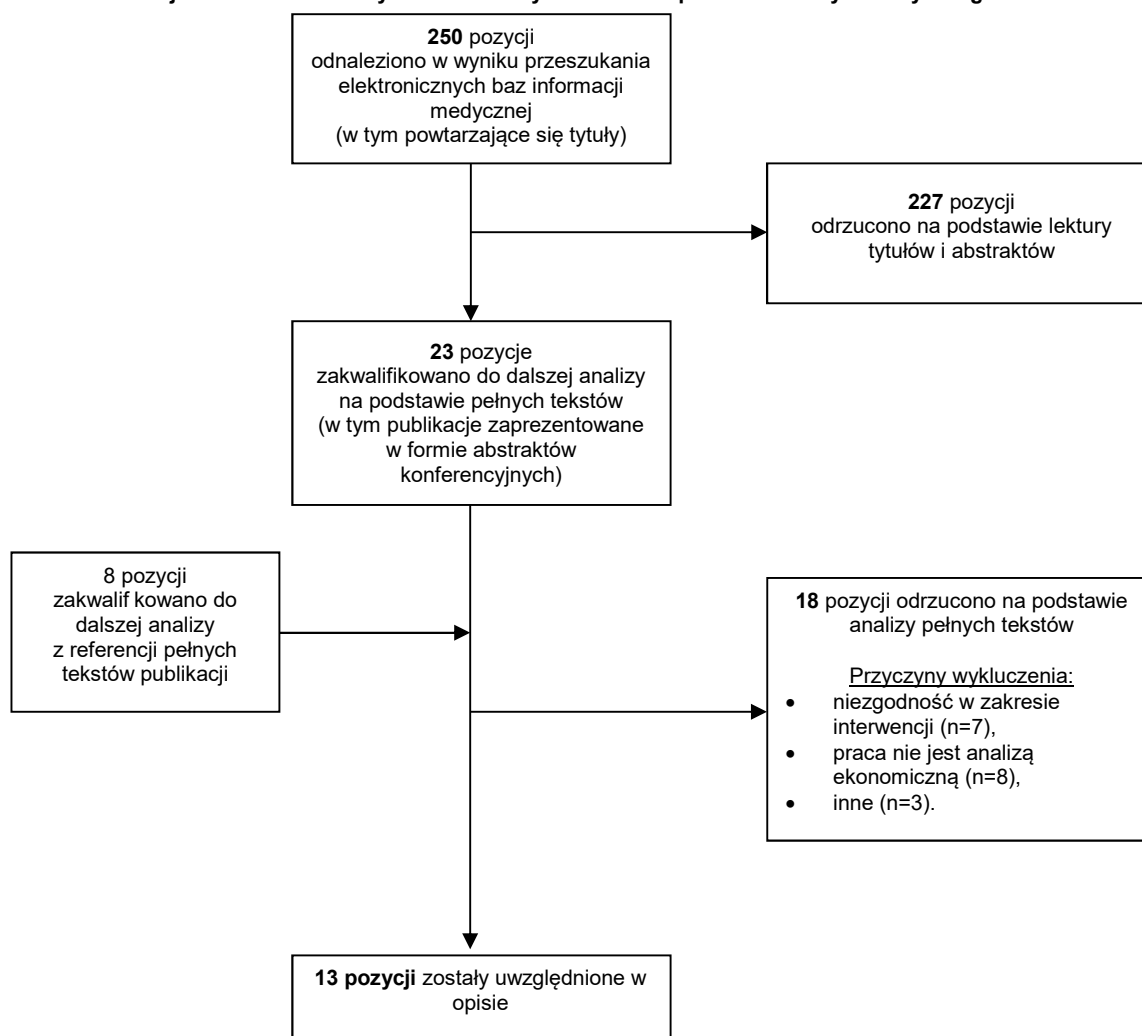 250 pozycji
odnaleziono w wyniku przeszukania
elektronicznych baz informacji
medycznej
(w tym powtarzające się tytuły)
227 pozycji
odrzucono na podstawie lektury
tytułów i abstraktów
23 pozycje
zakwalifikowano do dalszej analizy
na podstawie pełnych tekstów
(w tym publikacje zaprezentowane
w formie abstraktów
konferencyjnych)
8 pozycji
zakwalif kowano do
dalszej analizy
z referencji pełnych
tekstów publikacji
18 pozycji odrzucono na podstawie
analizy pełnych tekstów
Przyczyny wykluczenia:
• niezgodność w zakresie
interwencji (n=7),
• praca nie jest analizą
ekonomiczną (n=8),
• inne (n=3).
13 pozycji zostały uwzględnione w
opisie